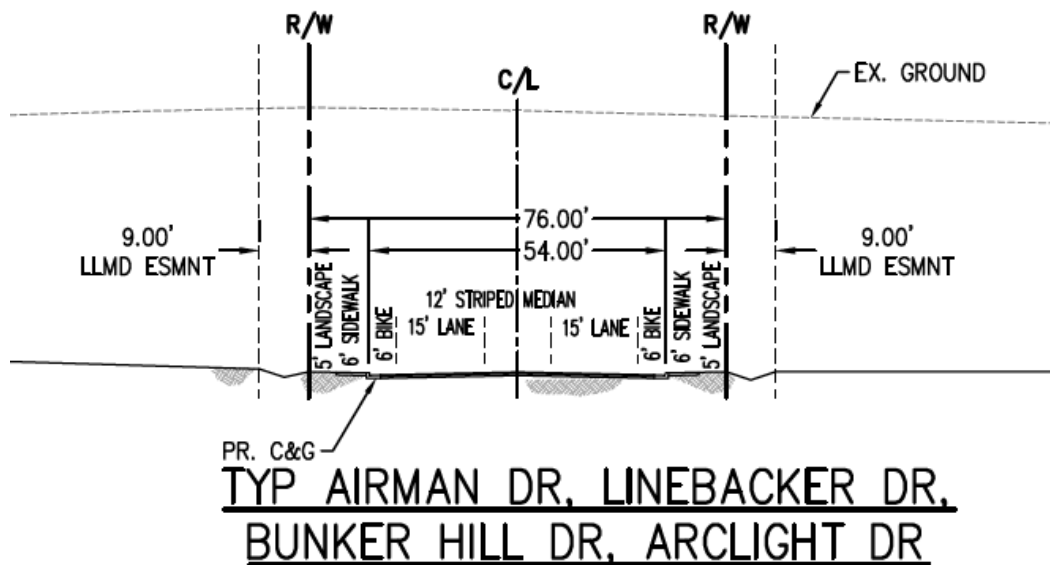 R/W
R/W
C/L
EX. GROUND
76.00'
9.00'
LLMD ESMNT
54.00'
9.00'
LLMD ESMNT
5' LANDSCAPE
6' SIDEWALK
6' BIKE
12' STRIPED MEDIAN
15' LANE
15' LANE
6' BIKE
6' SIDEWALK
5' LANDSCAPE
PR. C&G
TYP AIRMAN DR, LINEBACKER DR,
BUNKER HILL DR, ARCLIGHT DR